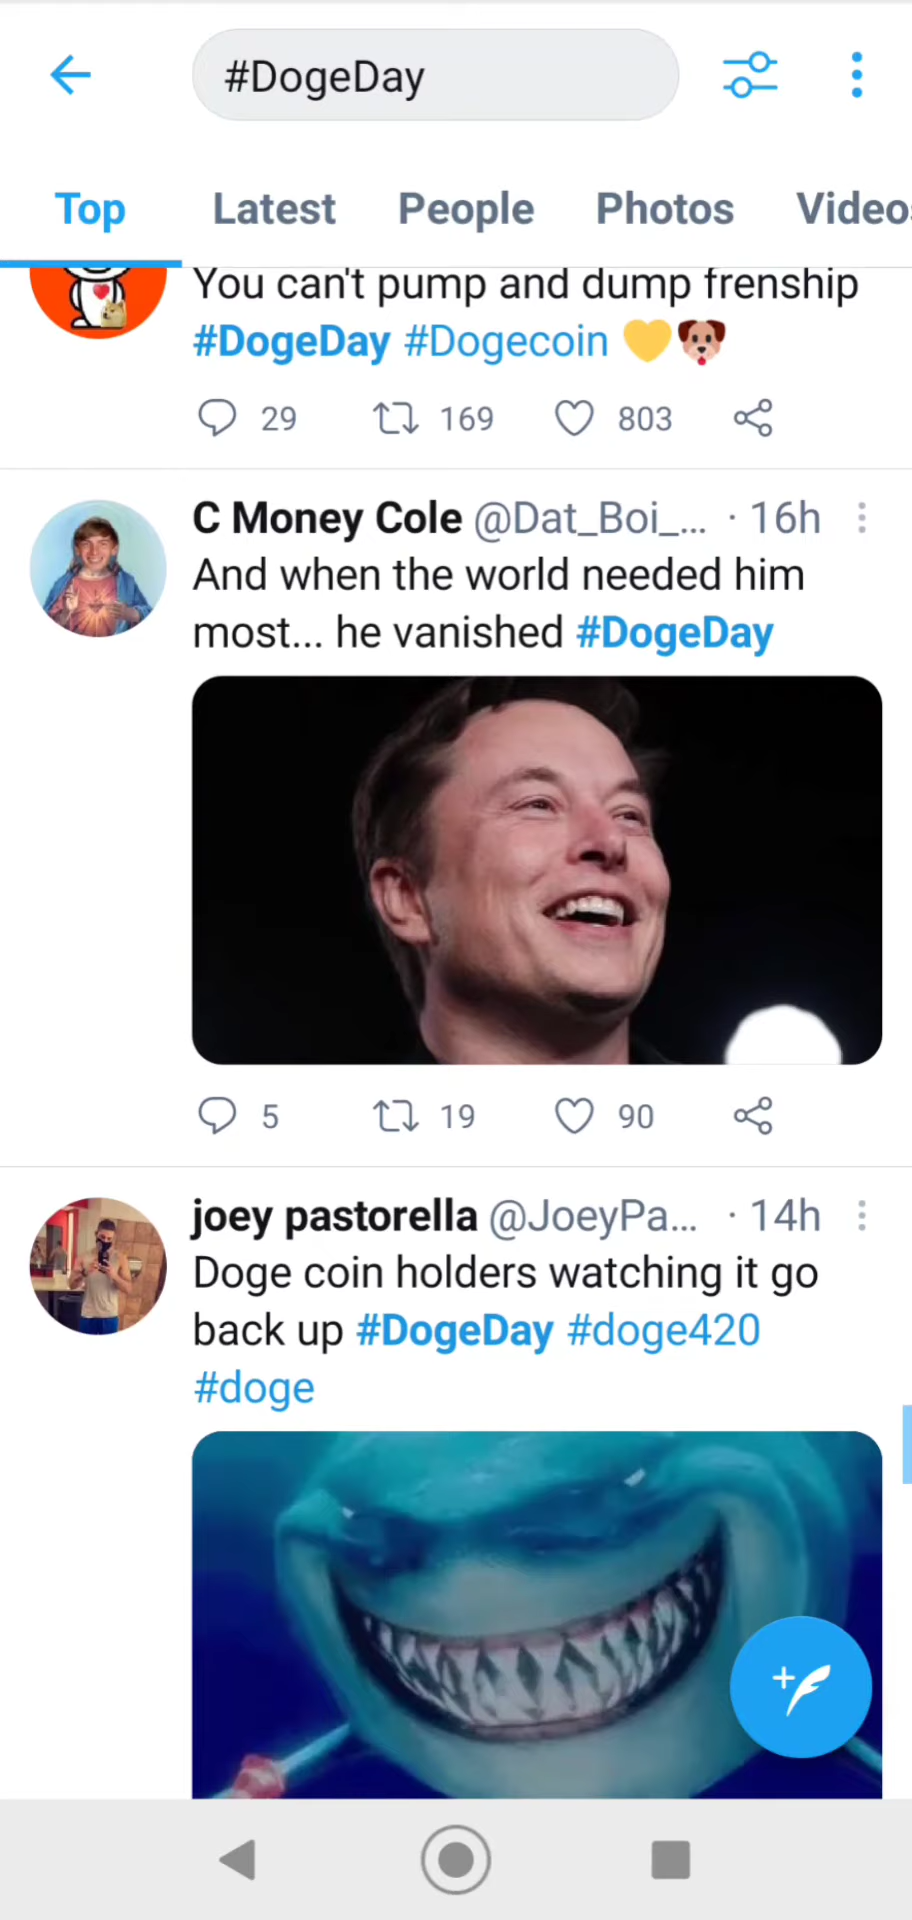 #DogeDay
Top Latest People Photos Videos
You can't pump and dump frenship
#DogeDay #Dogecoin 💛🐶
29 169 803
C Money Cole @Dat_Boi_... · 16h
And when the world needed him
most... he vanished #DogeDay
5 19 90
joey pastorella @JoeyPa... · 14h
Doge coin holders watching it go
back up #DogeDay #doge420
#doge